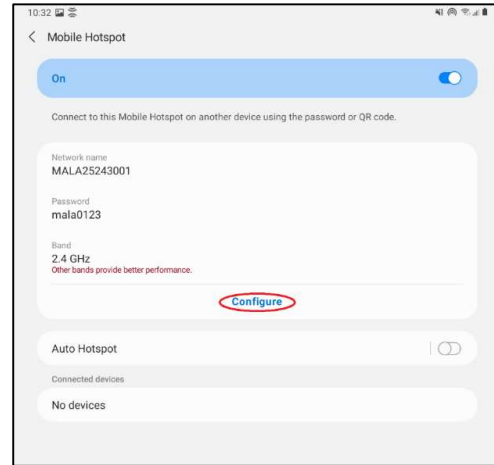 10:32
Mobile Hotspot
On
Connect to this Mobile Hotspot on another device using the password or QR code.
Network name
MALA25243001
Password
mala0123
Band
2.4 GHz
Other bands provide better performance.
Configure
Auto Hotspot
Connected devices
No devices